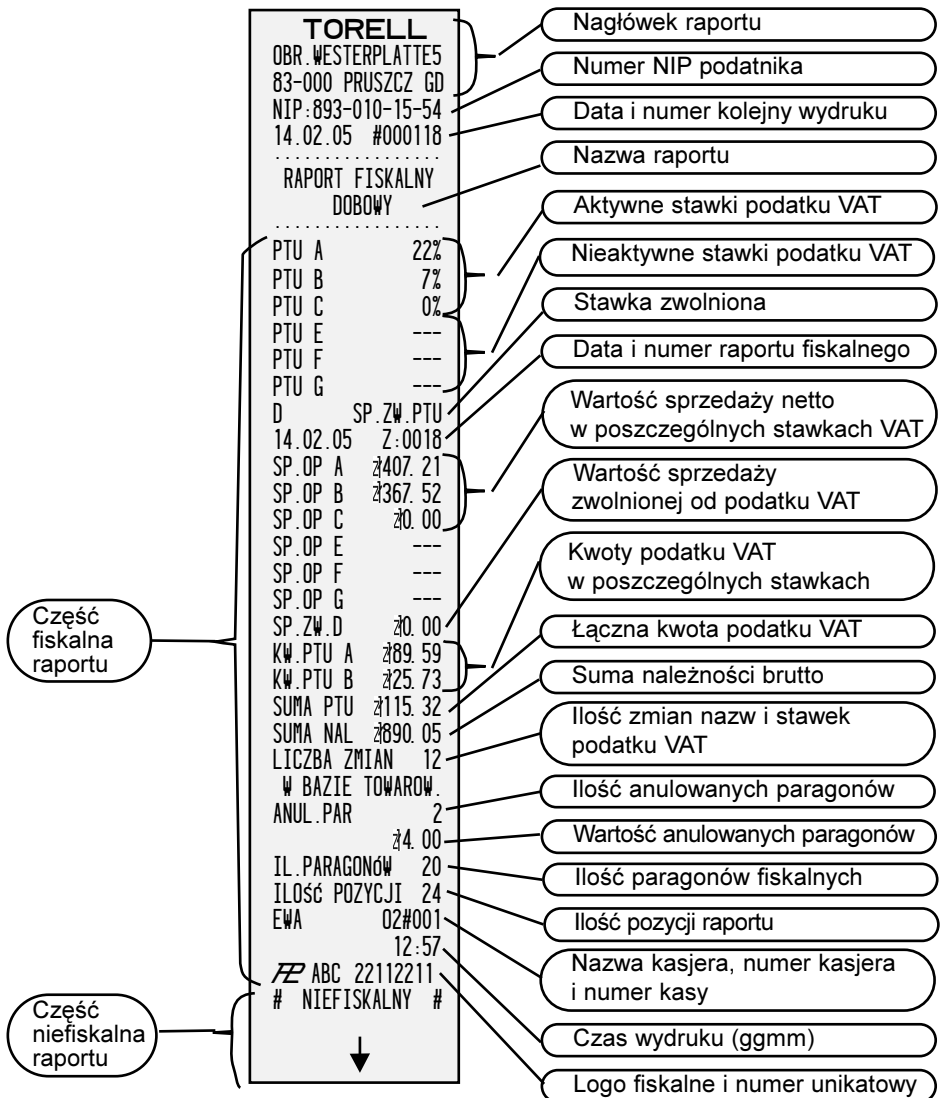 TORELL
OBR.WESTERPLATTE5
83-000 PRUSZCZ GD
NIP:893-010-15-54
14.02.05 #000118
.................
RAPORT FISKALNY
DOBOWY
.................
PTU A 22%
PTU B 7%
PTU C 0%
PTU E ---
PTU F ---
PTU G ---
D SP.ZW.PTU
14.02.05 Z:0018
SP.OP A zł407.21
SP.OP B zł367.52
SP.OP C zł0.00
SP.OP E ---
SP.OP F ---
SP.OP G ---
SP.ZW.D zł0.00
KW.PTU A zł89.59
KW.PTU B zł25.73
SUMA PTU zł115.32
SUMA NAL zł890.05
LICZBA ZMIAN 12
W BAZIE TOWAROW.
ANUL.PAR 2
zł4.00
IL.PARAGONÓW 20
ILOŚĆ POZYCJI 24
EWA 02#001
12:57
ABC 22112211
# NIEFISKALNY #
Część
fiskalna
raportu
Część
niefiskalna
raportu
Nagłówek raportu
Numer NIP podatnika
Data i numer kolejny wydruku
Nazwa raportu
Aktywne stawki podatku VAT
Nieaktywne stawki podatku VAT
Stawka zwolniona
Data i numer raportu fiskalnego
Wartość sprzedaży netto
w poszczególnych stawkach VAT
Wartość sprzedaży
zwolnionej od podatku VAT
Kwoty podatku VAT
w poszczególnych stawkach
Łączna kwota podatku VAT
Suma należności brutto
Ilość zmian nazw i stawek
podatku VAT
Ilość anulowanych paragonów
Wartość anulowanych paragonów
Ilość paragonów fiskalnych
Ilość pozycji raportu
Nazwa kasjera, numer kasjera
i numer kasy
Czas wydruku (ggmm)
Logo fiskalne i numer unikatowy